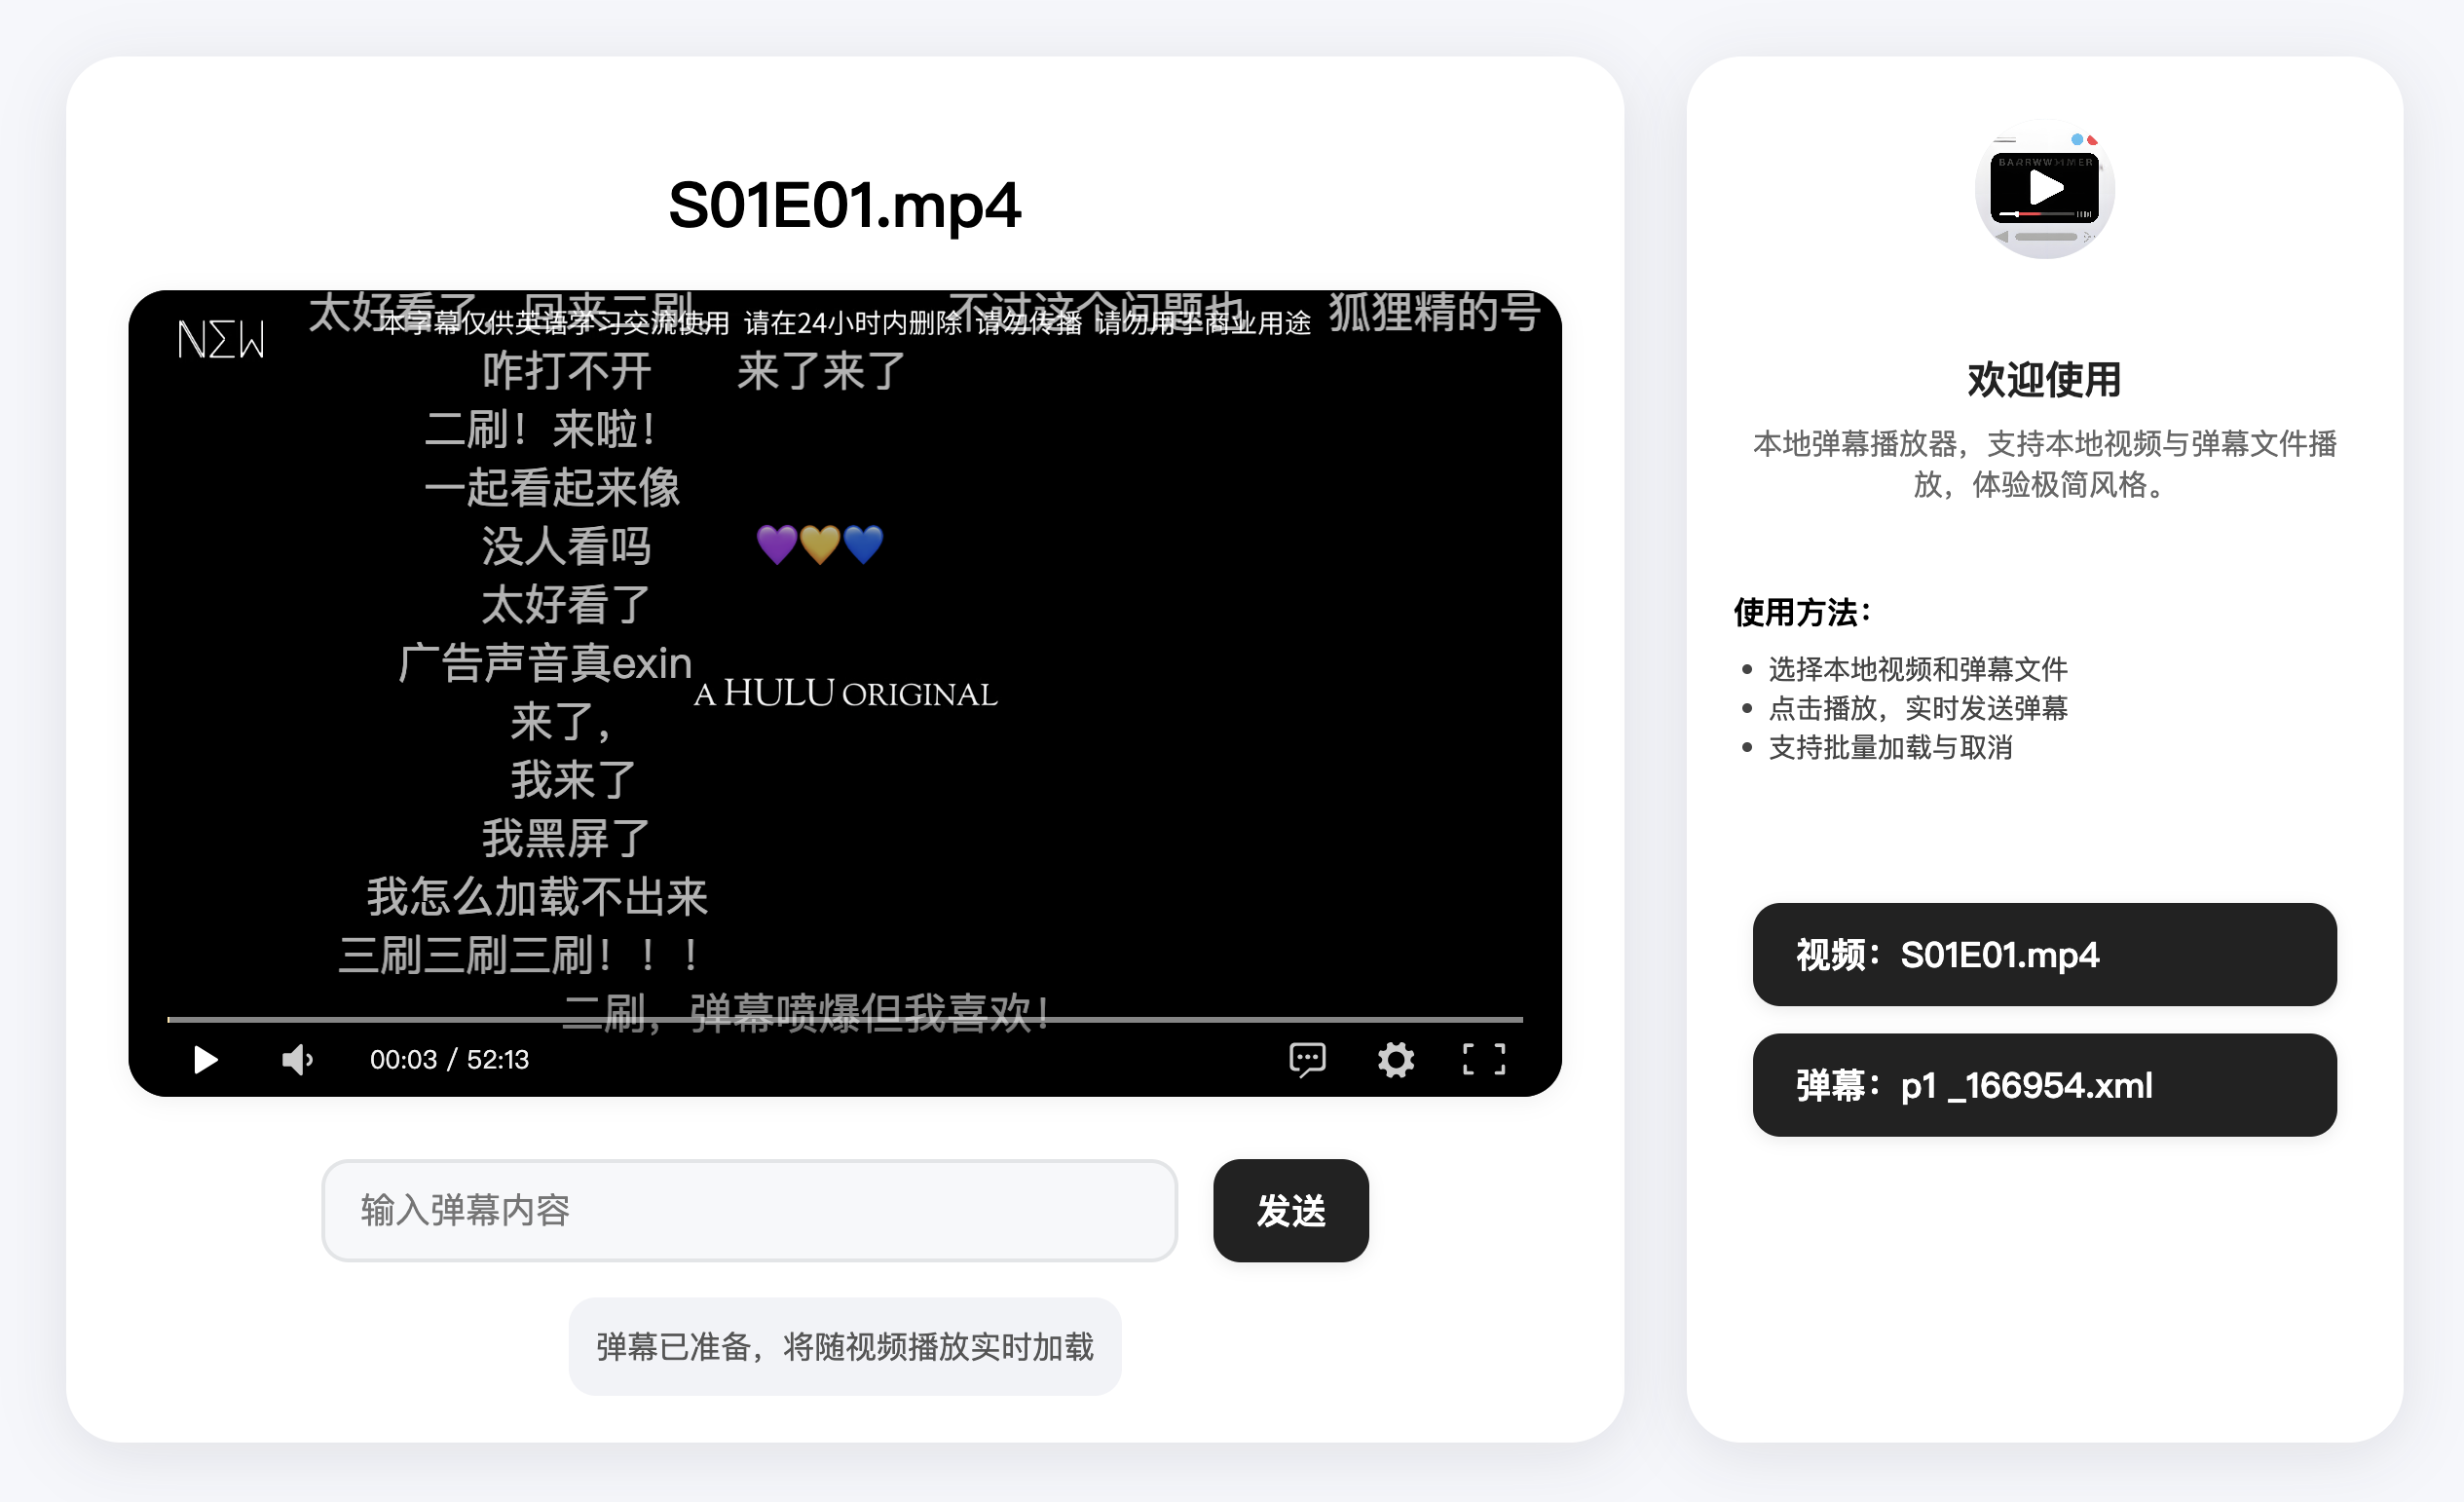 S01E01.mp4
NΣW
太好看了，回来二刷。 不过这个问题也 狐狸精的号
本字幕仅供英语学习交流使用 请在24小时内删除 请勿传播 请勿用于商业用途
咋打不开 来了来了
二刷！来啦！
一起看起来像
没人看吗 💜💛💙
太好看了
广告声音真exin
A HULU ORIGINAL
来了，
我来了
我黑屏了
我怎么加载不出来
三刷三刷三刷！！！
二刷，弹幕喷爆但我喜欢！
00:03 / 52:13
输入弹幕内容
发送
弹幕已准备，将随视频播放实时加载
欢迎使用
本地弹幕播放器，支持本地视频与弹幕文件播
放，体验极简风格。
使用方法：
• 选择本地视频和弹幕文件
• 点击播放，实时发送弹幕
• 支持批量加载与取消
视频：S01E01.mp4
弹幕：p1 _166954.xml